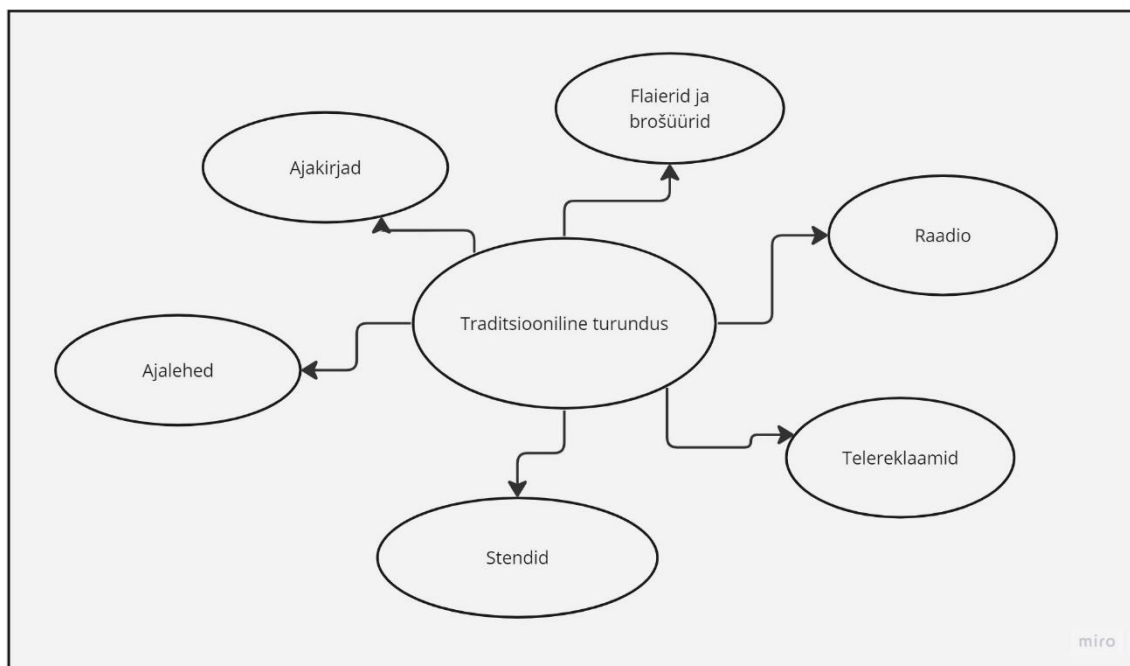 Flaierid ja
brošüürid
Ajakirjad
Raadio
Traditsiooniline turundus
Ajalehed
Telereklaamid
Stendid
miro